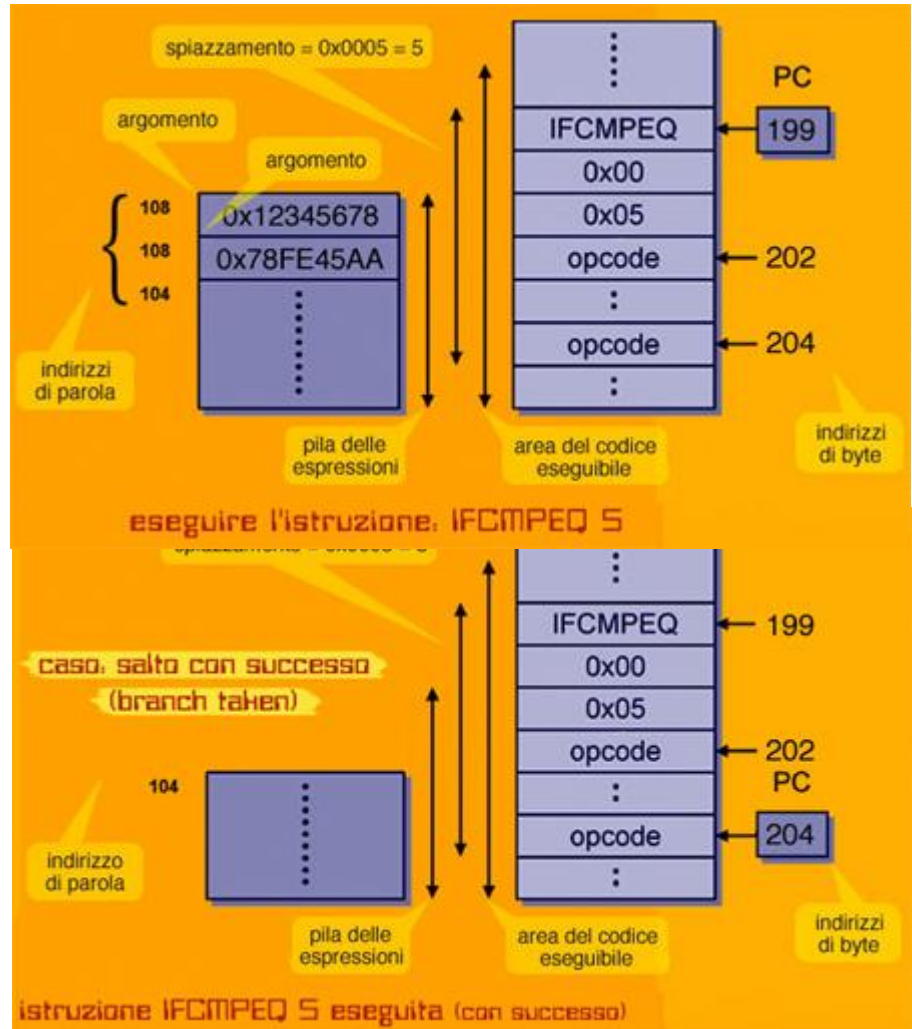 spiazzamento = 0x0005 = 5
PC
argomento
IFCMPEQ
199
argomento
0x00
108
0x12345678
0x05
108
0x78FE45AA
opcode
202
104
opcode
204
indirizzi
di parola
pila delle
espressioni
area del codice
eseguibile
indirizzi
di byte
eseguire l'istruzione: IFCMPEQ 5
IFCMPEQ
199
caso: salto con successo
(branch taken)
0x00
0x05
opcode
202
PC
104
opcode
204
indirizzo
di parola
pila delle
espressioni
area del codice
eseguibile
indirizzi
di byte
istruzione IFCMPEQ 5 eseguita (con successo)